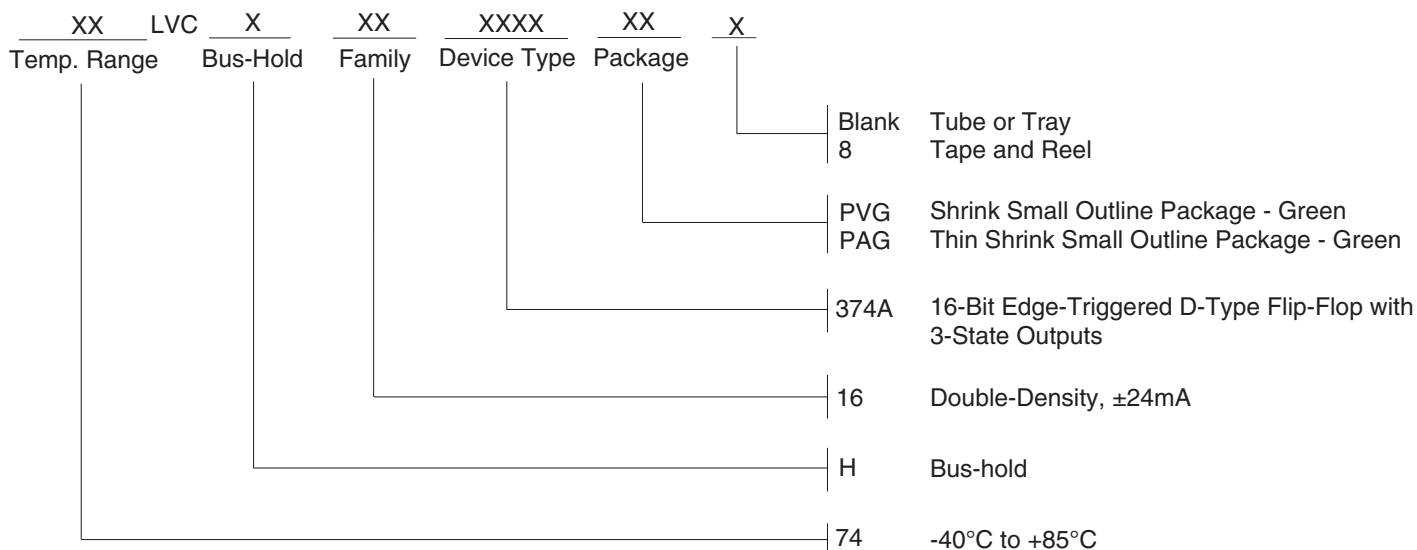 XX LVC X XX XXXX XX X
Temp. Range Bus-Hold Family Device Type Package
Blank Tube or Tray
8 Tape and Reel
PVG Shrink Small Outline Package - Green
PAG Thin Shrink Small Outline Package - Green
374A 16-Bit Edge-Triggered D-Type Flip-Flop with
3-State Outputs
16 Double-Density, ±24mA
H Bus-hold
74 -40°C to +85°C